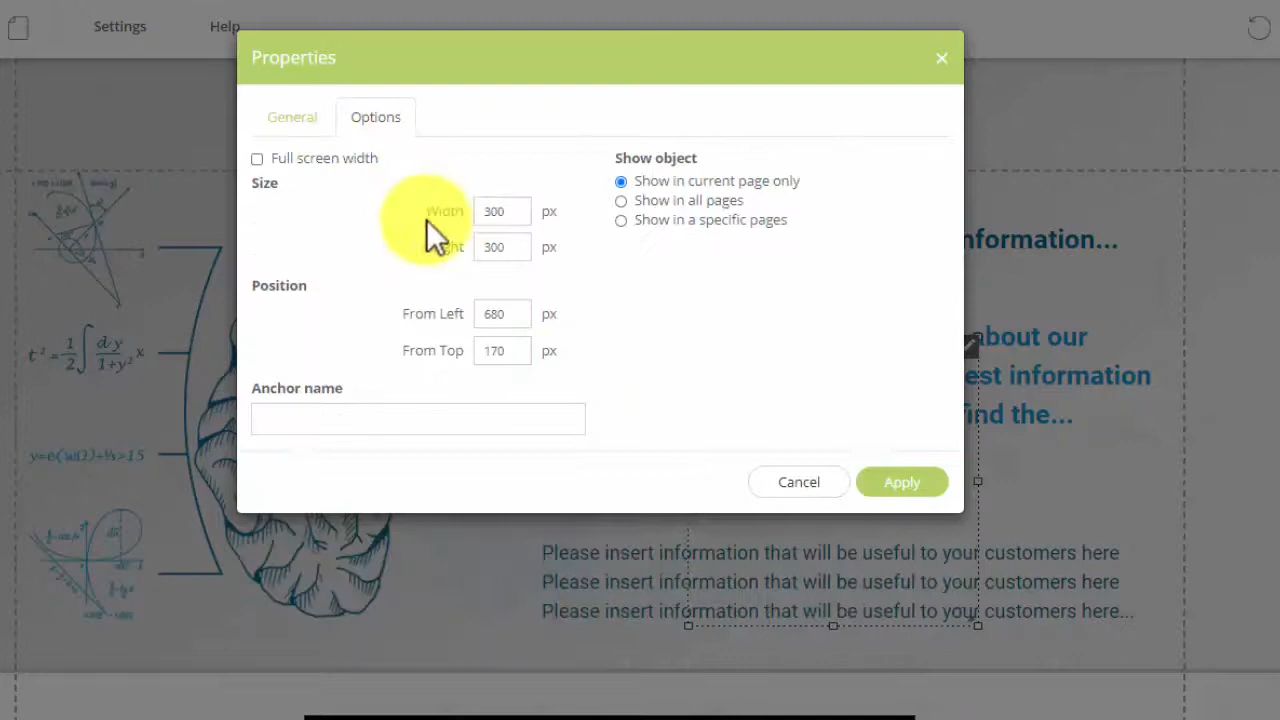 Settings Help
Properties ×
General Options
Full screen width
Size
Width 300 px
300 px
Position
From Left 680 px
From Top 170 px
Anchor name
Show object
Show in current page only
Show in all pages
Show in a specific pages
Cancel Apply
nformation...
about our
est information
find the...
Please insert information that will be useful to your customers here
Please insert information that will be useful to your customers here
Please insert information that will be useful to your customers here...